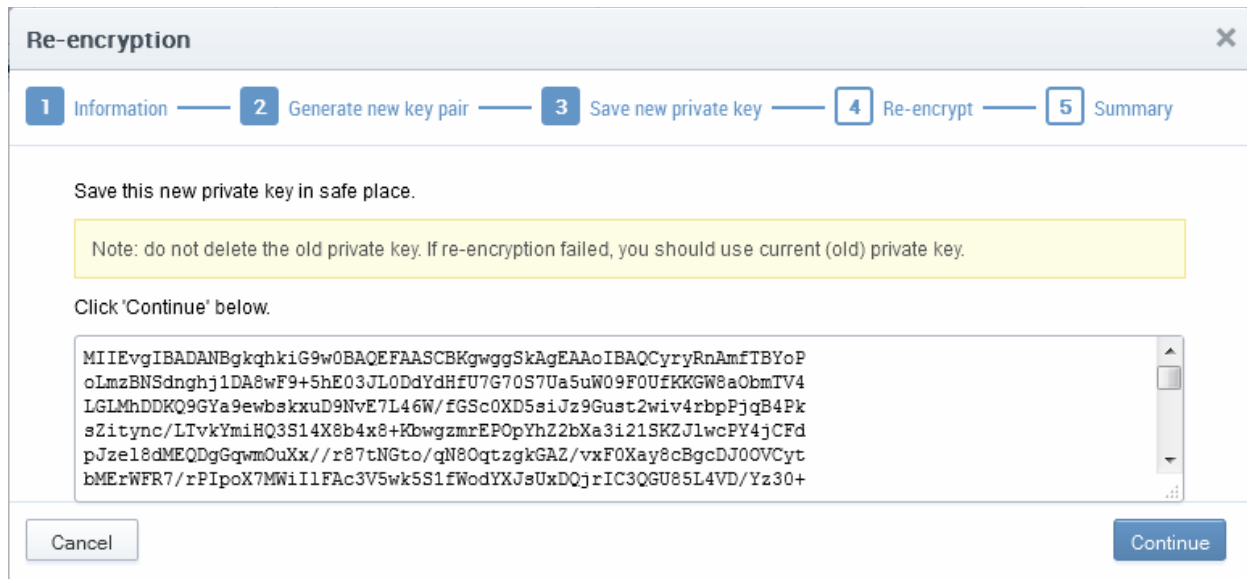 Re-encryption
1 Information 2 Generate new key pair 3 Save new private key 4 Re-encrypt 5 Summary
Save this new private key in safe place.
Note: do not delete the old private key. If re-encryption failed, you should use current (old) private key.
Click 'Continue' below.
MIIEvgIBADANBgkqhkiG9w0BAQEFAASCBKgwggSkAgEAAoIBAQCyryRnAmfTBYoP
oLmzBNSdnghj1DA8wF9+5hE03JL0DdYdHfU7G70S7Ua5uW09F0UfKKGW8aObmTV4
LGLMhDDKQ9GYa9ewbskxuD9NvE7L46W/fGSc0XD5siJz9Gust2wiv4rbpPjqB4Pk
sZitync/LTvkYmiHQ3S14X8b4x8+KbwgzmrEPOpYhZ2bXa3i21SKZJlwcPY4jCFd
pJzel8dMEQDgGqwmOuXx//r87tNGto/qN8OqtzgkGAZ/vxF0Xay8cBgcDJ0OVCyt
bMErWFR7/rPIpoX7MWiIlFAc3V5wk5S1fWodYXJsUxDQjrIC3QGU85L4VD/Yz30+
Cancel Continue